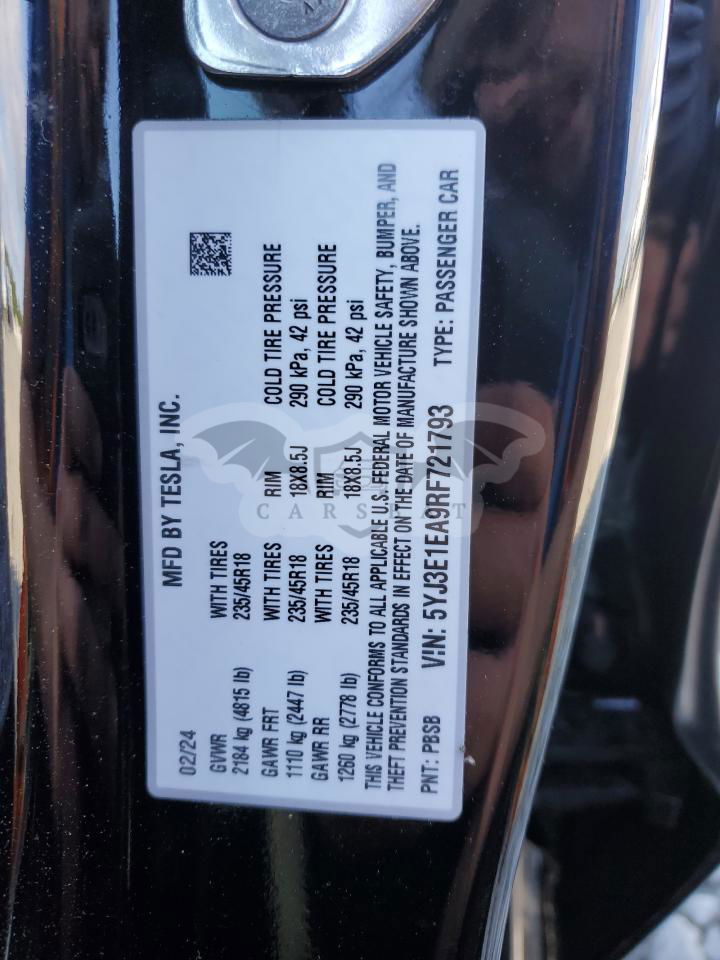 MFD BY TESLA, INC.
02/24
GVWR WITH TIRES
2184 kg (4815 lb) 235/45R18
GAWR FRT WITH TIRES RIM COLD TIRE PRESSURE
1110 kg (2447 lb) 235/45R18 18X8.5J 290 kPa, 42 psi
GAWR RR WITH TIRES RIM COLD TIRE PRESSURE
1260 kg (2778 lb) 235/45R18 18X8.5J 290 kPa, 42 psi
THIS VEHICLE CONFORMS TO ALL APPLICABLE U.S. FEDERAL MOTOR VEHICLE SAFETY, BUMPER, AND
THEFT PREVENTION STANDARDS IN EFFECT ON THE DATE OF MANUFACTURE SHOWN ABOVE.
PNT: PBSB VIN: 5YJ3E1EA9RF721793 TYPE: PASSENGER CAR
CARSBAT